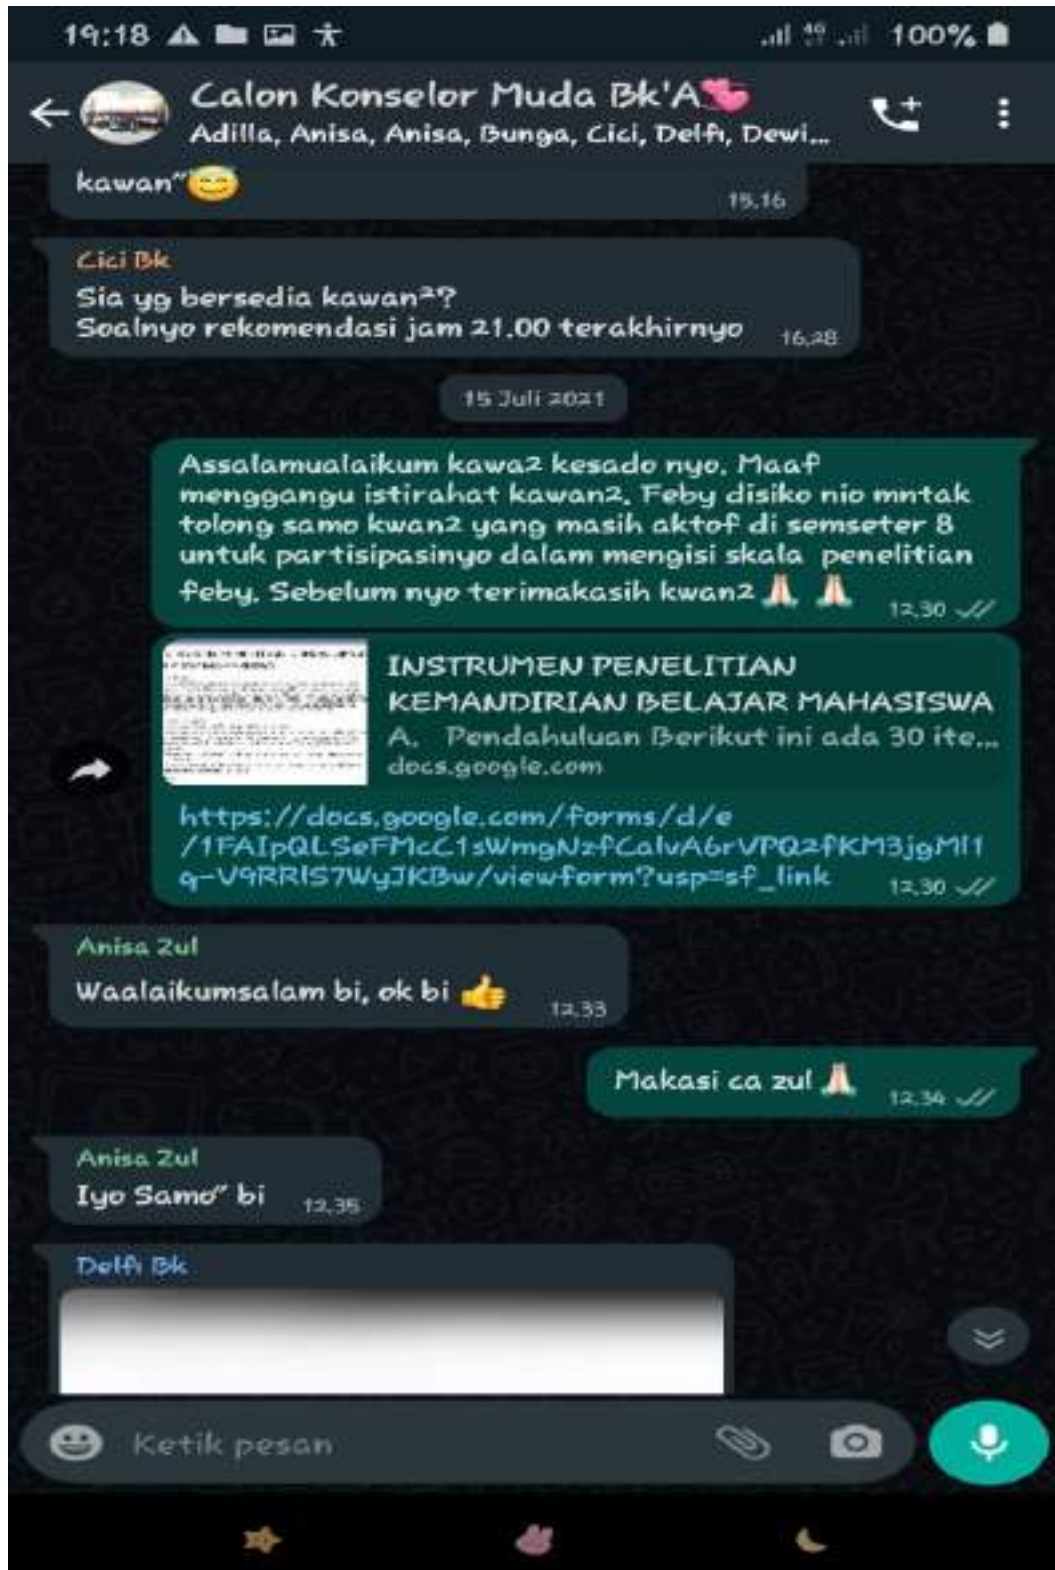 19:18
4G
100%
Calon Konselor Muda Bk'A💕
Adilla, Anisa, Anisa, Bunga, Cici, Delfi, Dewi...
kawan"😇
15.16
Cici Bk
Sia yg bersedia kawan²?
Soalnyo rekomendasi jam 21.00 terakhirnyo
16.28
15 Juli 2021
Assalamualaikum kawa2 kesado nyo. Maaf
menggangu istirahat kawan2. Feby disiko nio mntak
tolong samo kwan2 yang masih aktof di semseter 8
untuk partisipasinyo dalam mengisi skala penelitian
feby. Sebelum nyo terimakasih kwan2 🙏🏻 🙏🏻
12.30
INSTRUMEN PENELITIAN
KEMANDIRIAN BELAJAR MAHASISWA
A. Pendahuluan Berikut ini ada 30 ite...
docs.google.com
https://docs.google.com/forms/d/e
/1FAIpQLSeFMcC1sWmgNzfCalvA6rVPQ2fKM3jgMl1
q-V9RRlS7WyJKBw/viewform?usp=sf_link
12.30
Anisa Zul
Waalaikumsalam bi, ok bi 👍
12.33
Makasi ca zul 🙏🏻
12.34
Anisa Zul
Iyo Samo" bi
12.35
Delfi Bk
Ketik pesan